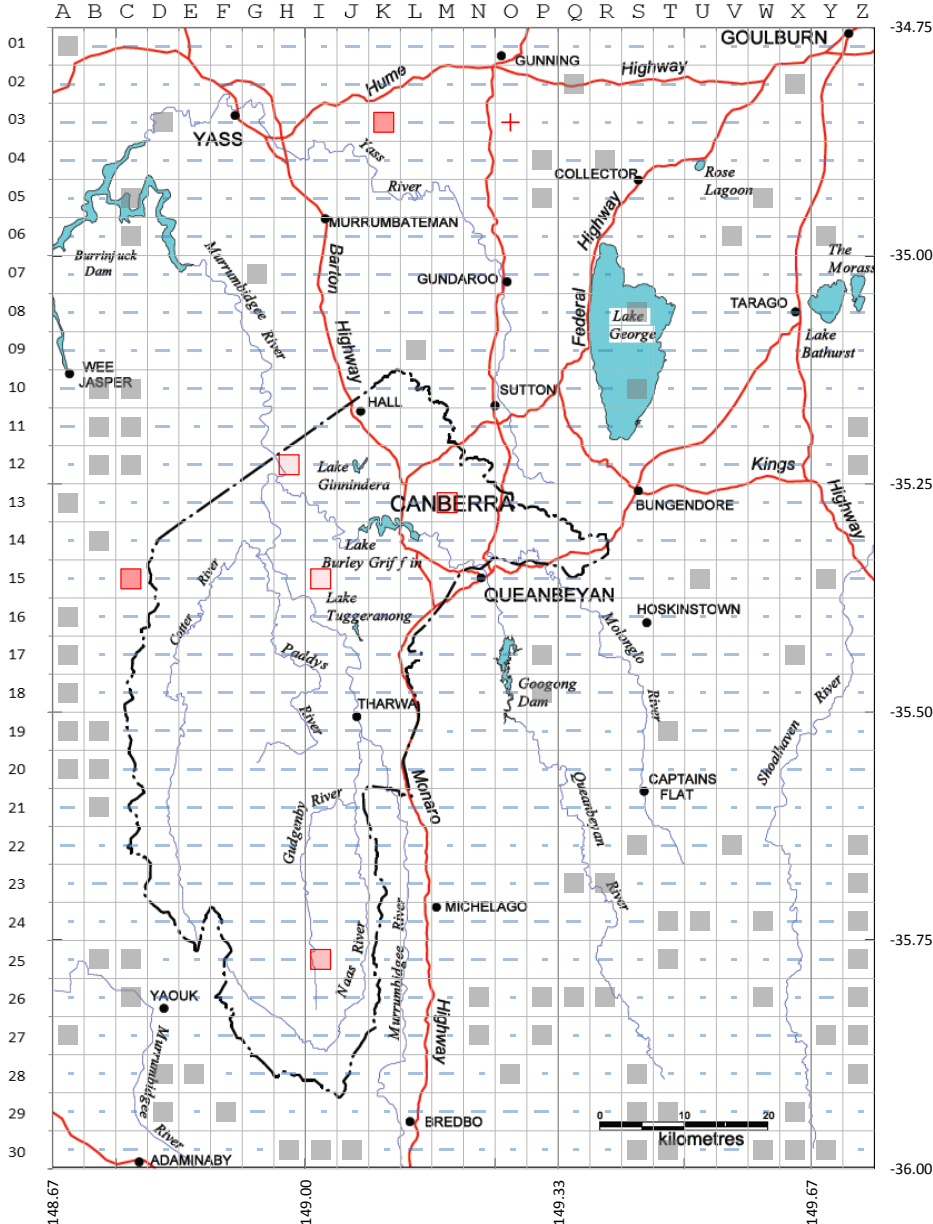 A B C D E F G H I J K L M N O P Q R S T U V W X Y Z
-34.75
01
GOULBURN
GUNNING
Hume
Highway
02
03
YASS
Yass
River
04
COLLECTOR
Rose
Lagoon
05
MURRUMBATEMAN
Highway
06
Burrinjuck
Dam
Murrumbidgee
River
Barton
Highway
-35.00
The
Morass
07
GUNDAROO
Federal
TARAGO
08
Lake
George
Lake
Bathurst
09
WEE
JASPER
10
SUTTON
HALL
11
12
Lake
Ginnindera
Kings
Highway
-35.25
13
CANBERRA
BUNGENDORE
14
Lake
Burley Griffin
15
River
Cotter
QUEANBEYAN
Lake
Tuggeranong
HOSKINSTOWN
16
Molonglo
River
17
Paddys
River
Googong
Dam
18
THARWA
River
-35.50
19
Shoalhaven
20
Monaro
Highway
CAPTAINS
FLAT
21
Gudgenby
River
Queanbeyan
River
22
23
24
MICHELAGO
-35.75
25
Naas
River
Murrumbidgee
River
26
YAOUK
27
Murrumbidgee
River
28
29
BREDBO
0 10 20
kilometres
30
ADAMINABY
-36.00
148.67
149.00
149.33
149.67